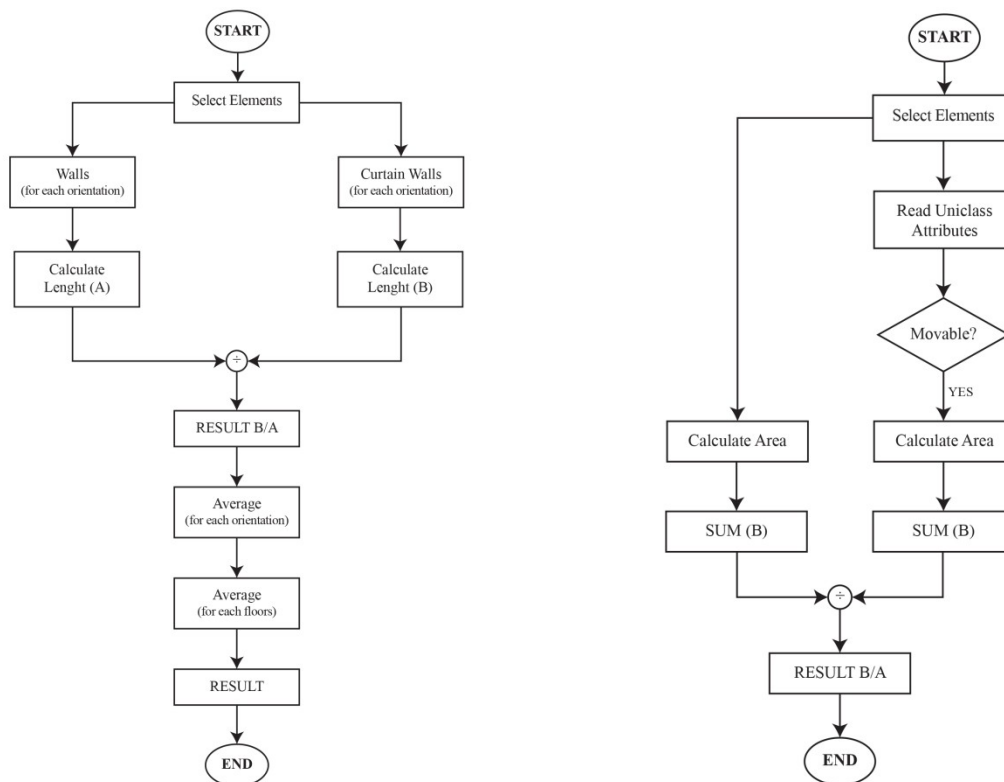 START
Select Elements
Walls
(for each orientation)
Curtain Walls
(for each orientation)
Calculate
Lenght (A)
Calculate
Lenght (B)
÷
RESULT B/A
Average
(for each orientation)
Average
(for each floors)
RESULT
END
START
Select Elements
Read Uniclass
Attributes
Movable?
YES
Calculate Area
Calculate Area
SUM (B)
SUM (B)
÷
RESULT B/A
END